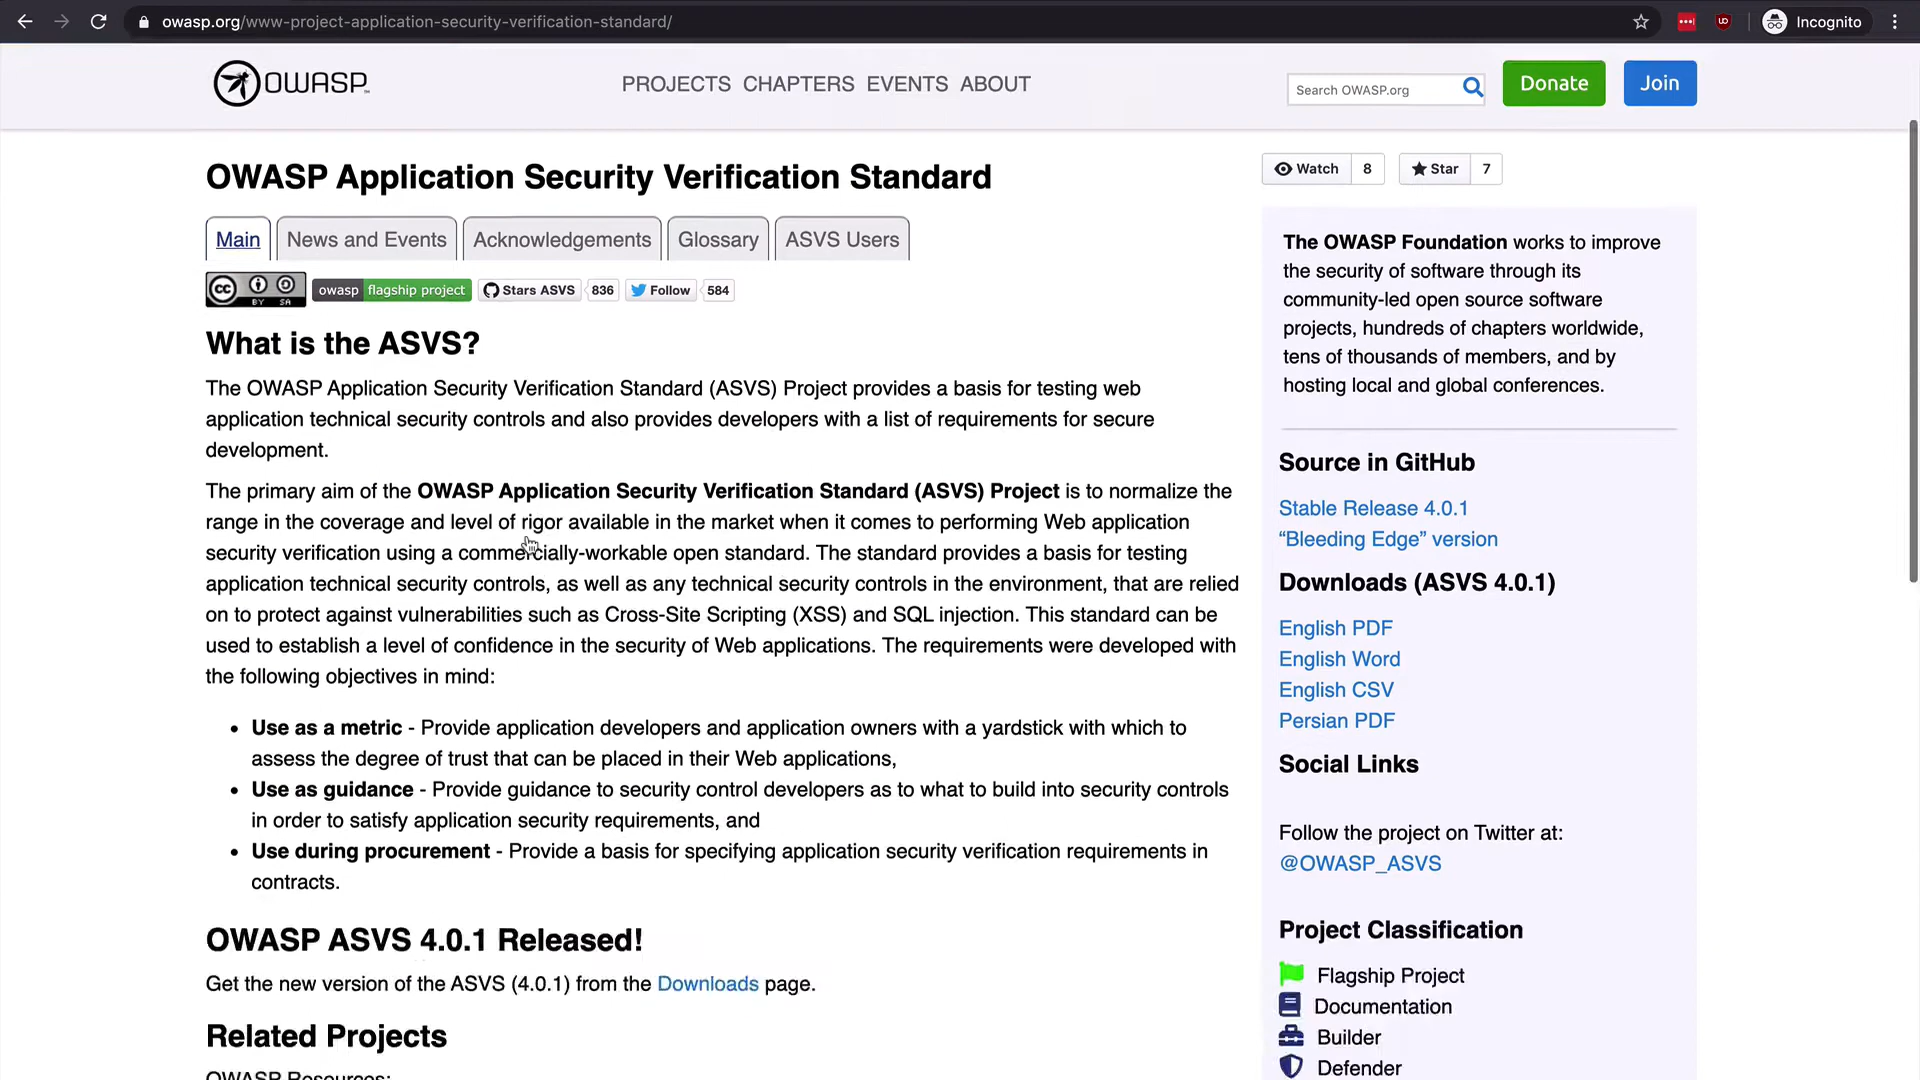 owasp.org/www-project-application-security-verification-standard/
Incognito
OWASP
PROJECTS CHAPTERS EVENTS ABOUT
Search OWASP.org
Donate
Join
OWASP Application Security Verification Standard
Watch 8
Star 7
Main
News and Events
Acknowledgements
Glossary
ASVS Users
CC BY SA
owasp flagship project
Stars ASVS 836
Follow 584
What is the ASVS?
The OWASP Application Security Verification Standard (ASVS) Project provides a basis for testing web
application technical security controls and also provides developers with a list of requirements for secure
development.
The primary aim of the OWASP Application Security Verification Standard (ASVS) Project is to normalize the
range in the coverage and level of rigor available in the market when it comes to performing Web application
security verification using a commercially-workable open standard. The standard provides a basis for testing
application technical security controls, as well as any technical security controls in the environment, that are relied
on to protect against vulnerabilities such as Cross-Site Scripting (XSS) and SQL injection. This standard can be
used to establish a level of confidence in the security of Web applications. The requirements were developed with
the following objectives in mind:
• Use as a metric - Provide application developers and application owners with a yardstick with which to
assess the degree of trust that can be placed in their Web applications,
• Use as guidance - Provide guidance to security control developers as to what to build into security controls
in order to satisfy application security requirements, and
• Use during procurement - Provide a basis for specifying application security verification requirements in
contracts.
OWASP ASVS 4.0.1 Released!
Get the new version of the ASVS (4.0.1) from the Downloads page.
Related Projects
OWASP Resources:
The OWASP Foundation works to improve
the security of software through its
community-led open source software
projects, hundreds of chapters worldwide,
tens of thousands of members, and by
hosting local and global conferences.
Source in GitHub
Stable Release 4.0.1
“Bleeding Edge” version
Downloads (ASVS 4.0.1)
English PDF
English Word
English CSV
Persian PDF
Social Links
Follow the project on Twitter at:
@OWASP_ASVS
Project Classification
Flagship Project
Documentation
Builder
Defender